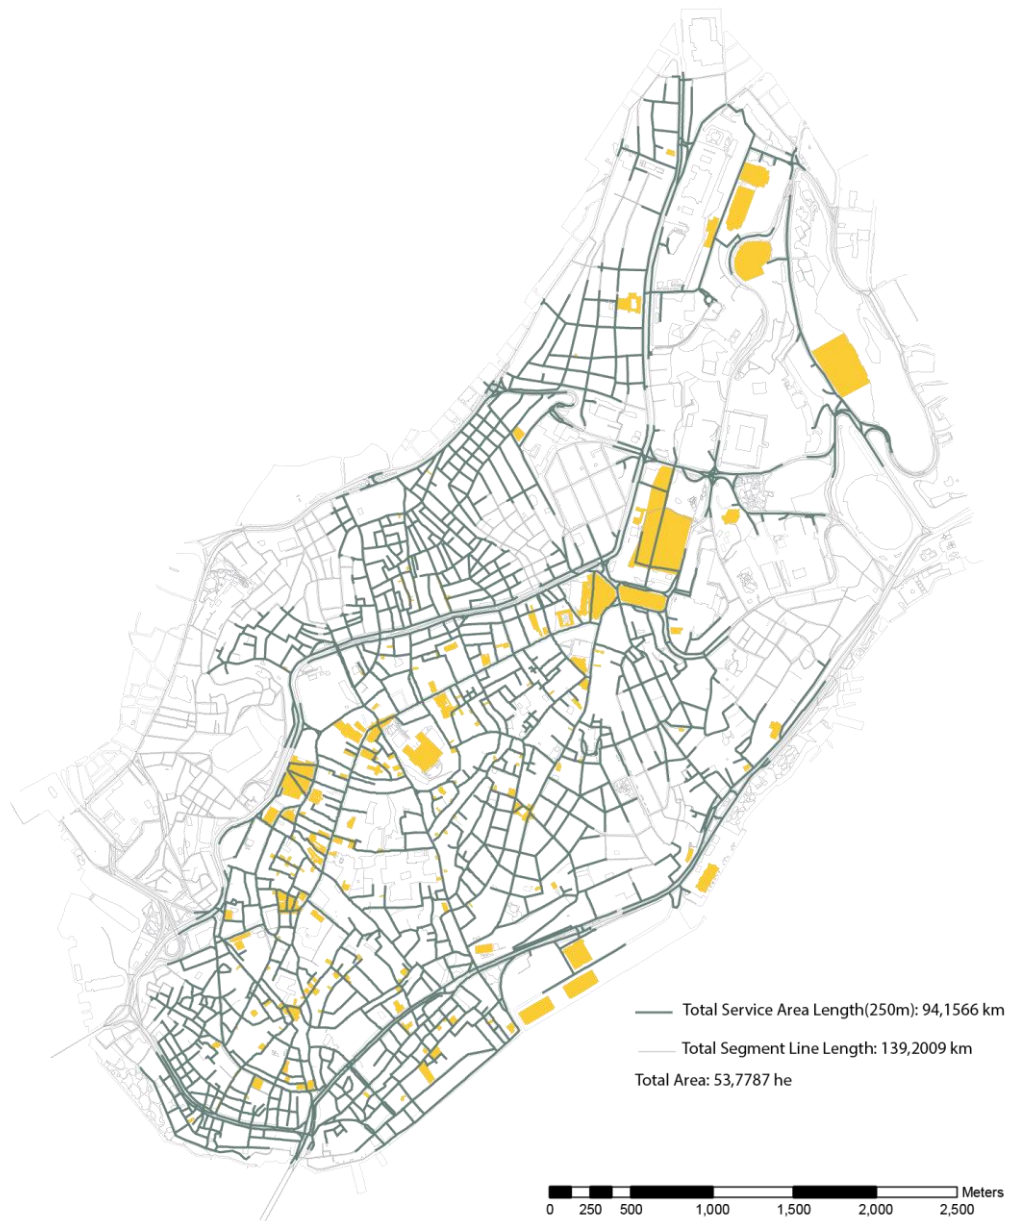 Total Service Area Length(250m): 94,1566 km
Total Segment Line Length: 139,2009 km
Total Area: 53,7787 he
Meters
0 250 500 1,000 1,500 2,000 2,500